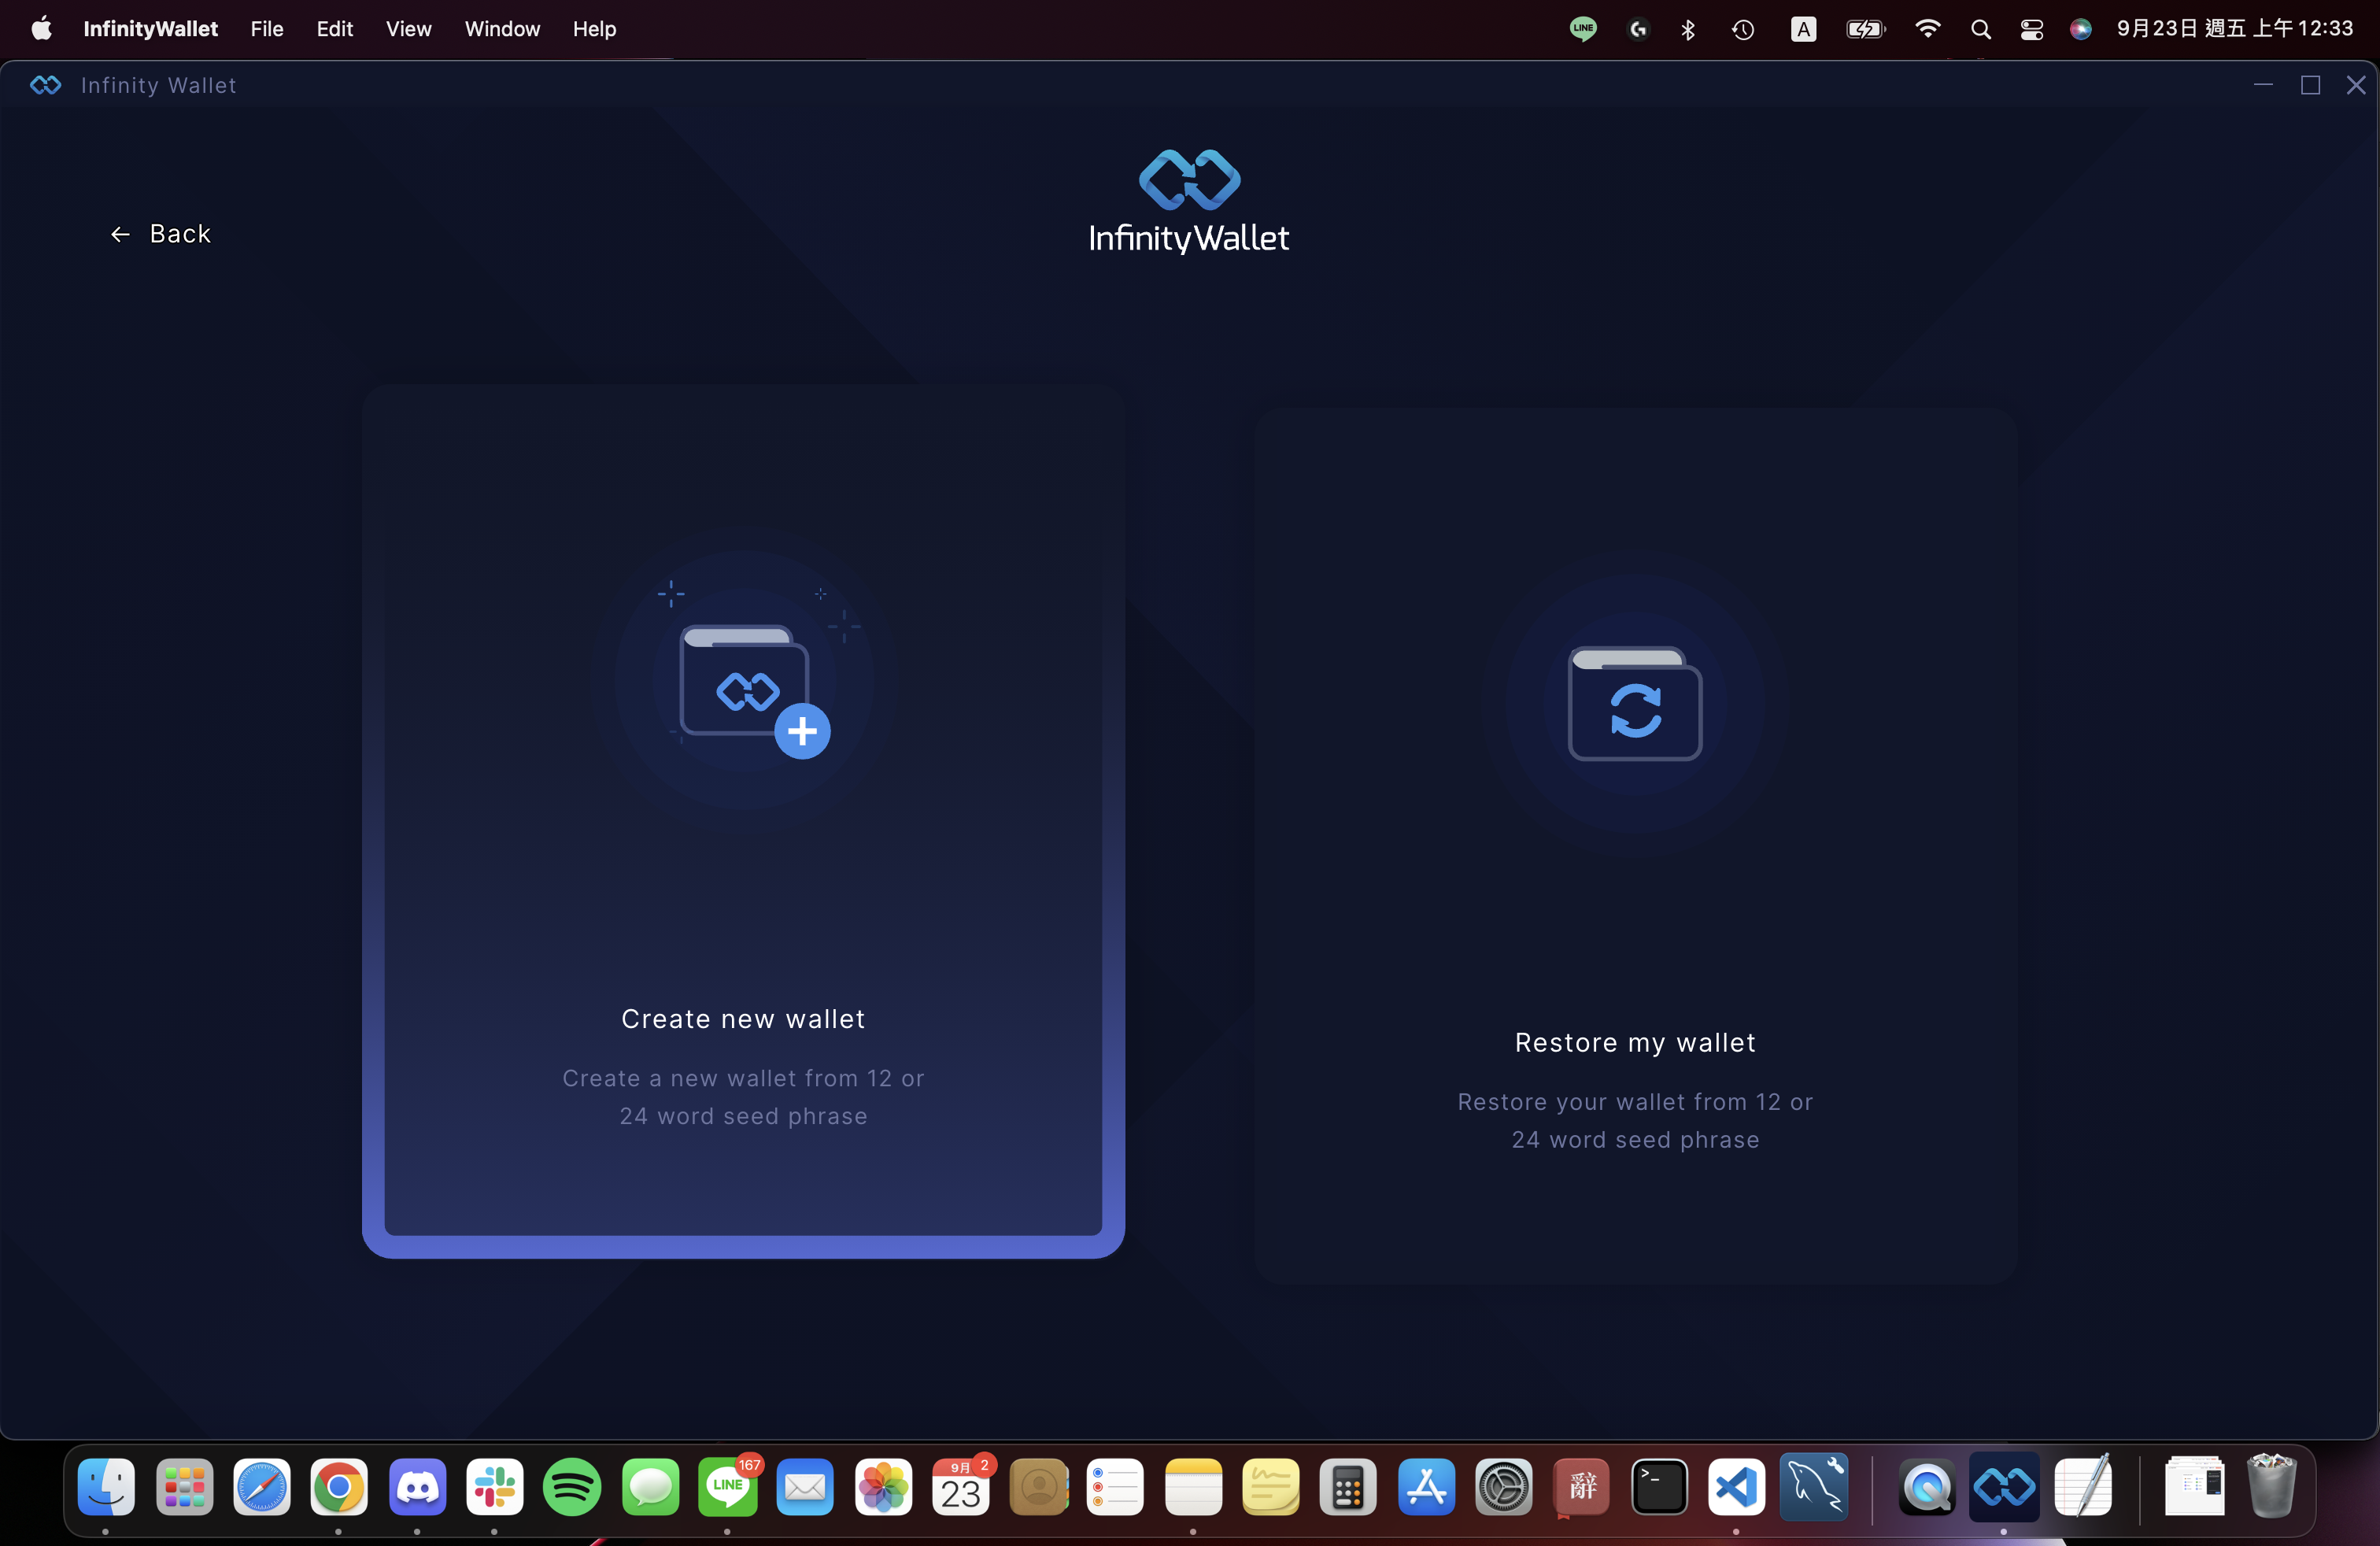 InfinityWallet File Edit View Window Help LINE A 9月23日 週五 上午12:33
Infinity Wallet
InfinityWallet
← Back
Create new wallet
Create a new wallet from 12 or
24 word seed phrase
Restore my wallet
Restore your wallet from 12 or
24 word seed phrase
LINE 167 9月 23 2 辭 >_